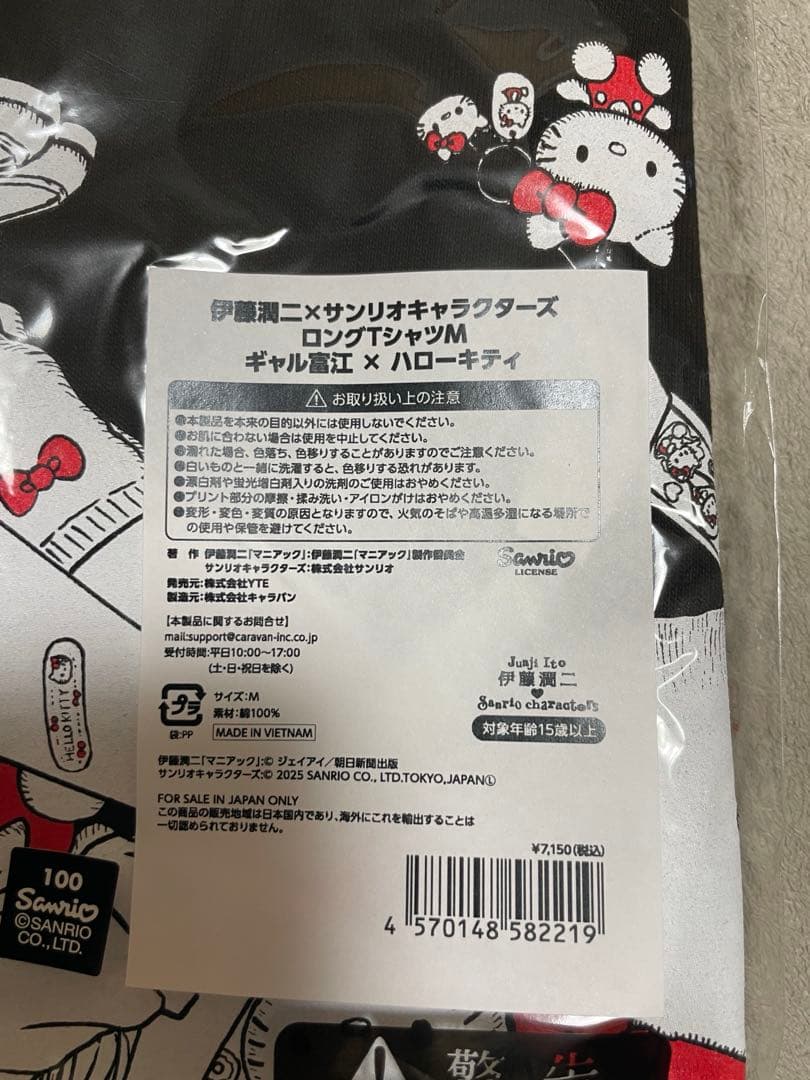 伊藤潤二×サンリオキャラクターズ
ロングTシャツM
ギャル富江 × ハローキティ
お取り扱い上の注意
●本製品を本来の目的以外には使用しないでください。
●お肌に合わない場合は使用を中止してください。
●濡れた場合、色落ち、色移りすることがありますのでご注意ください。
●白いものと一緒に洗濯すると、色移りする恐れがあります。
●漂白剤や蛍光増白剤入りの洗剤のご使用はおやめください。
●プリント部分の摩擦・揉み洗い・アイロンがけはおやめください。
●変形・変色・変質の原因となりますので、火気のそばや高温多湿になる場所で
の使用や保管を避けてください。
著 作 伊藤潤二「マニアック」:伊藤潤二「マニアック」製作委員会
サンリオキャラクターズ:株式会社サンリオ
発売元:株式会社YTE
製造元:株式会社キャラバン
Sanrio
LICENSE
【本製品に関するお問合せ】
mail:support@caravan-inc.co.jp
受付時間:平日10:00~17:00
(土・日・祝日を除く)
プラ
袋:PP
サイズ:M
素材:綿100%
MADE IN VIETNAM
Junji Ito
伊藤潤二
Sanrio characters
対象年齢15歳以上
伊藤潤二「マニアック」:© ジェイアイ/朝日新聞出版
サンリオキャラクターズ:© 2025 SANRIO CO., LTD.TOKYO,JAPANⓁ
FOR SALE IN JAPAN ONLY
この商品の販売地域は日本国内であり、海外にこれを輸出することは
一切認められておりません。
¥7,150(税込)
4 570148 582219
HELLO KITTY
100
Sanrio
©SANRIO
CO., LTD.
警告